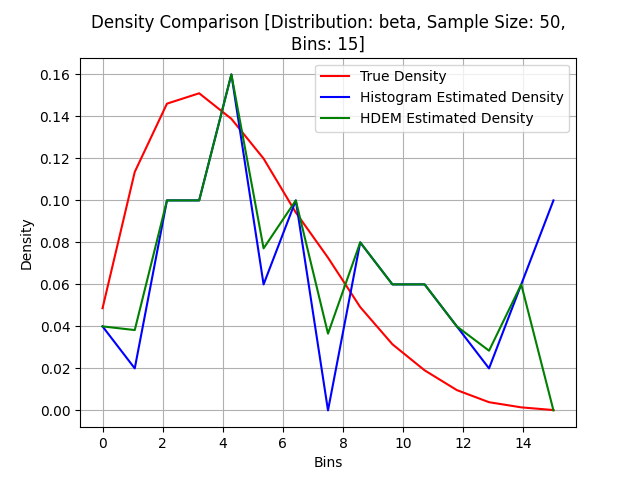 Density Comparison [Distribution: beta, Sample Size: 50,
Bins: 15]
True Density
Histogram Estimated Density
HDEM Estimated Density
Density
0.16
0.14
0.12
0.10
0.08
0.06
0.04
0.02
0.00
0 2 4 6 8 10 12 14
Bins